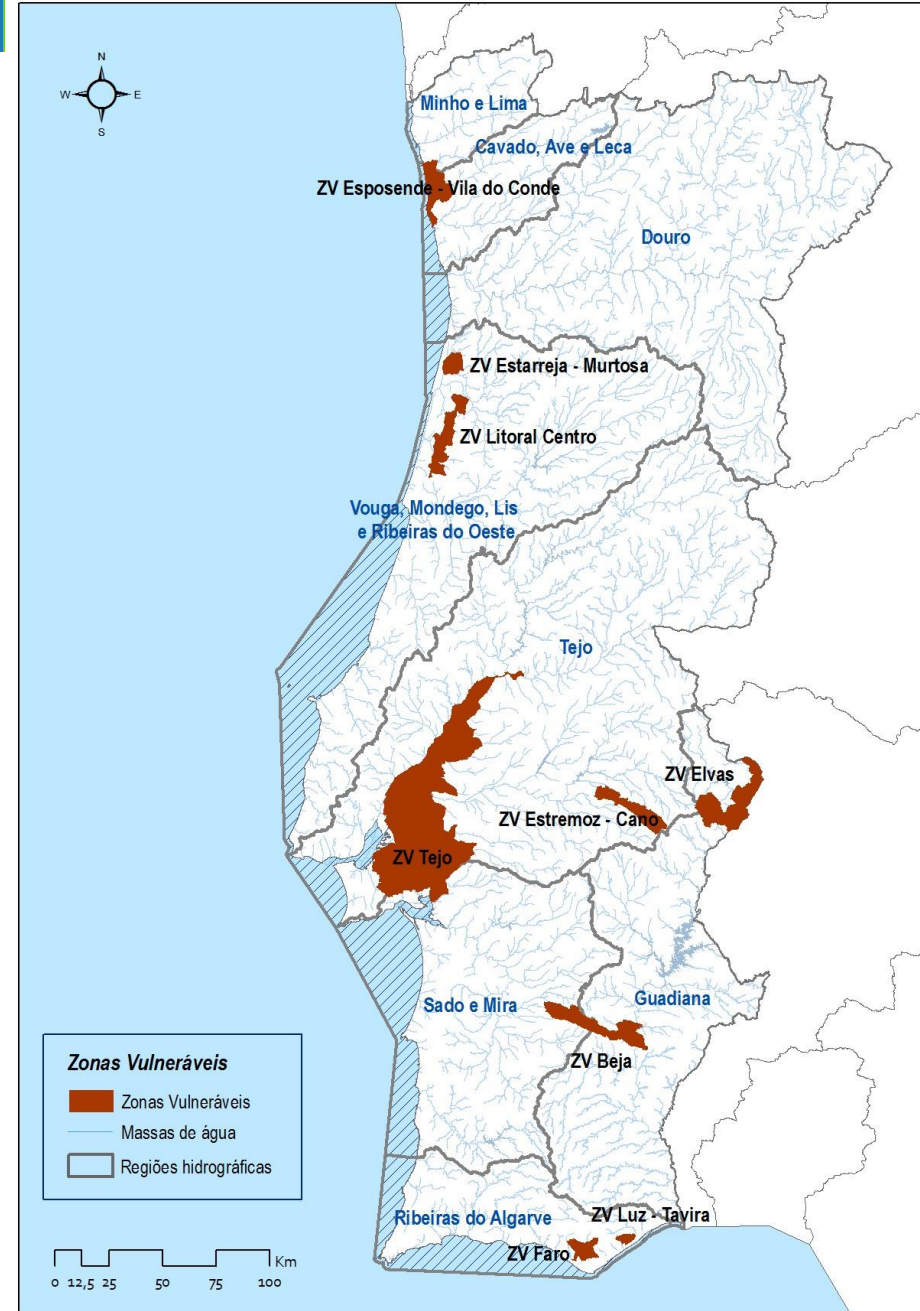 N
W
E
S
Minho e Lima
Cavado, Ave e Leca
ZV Esposende - Vila do Conde
Douro
ZV Estarreja - Murtosa
ZV Litoral Centro
Vouga, Mondego, Lis
e Ribeiras do Oeste
Tejo
ZV Elvas
ZV Estremoz - Cano
ZV Tejo
Sado e Mira
Guadiana
ZV Beja
Zonas Vulneráveis
Zonas Vulneráveis
Massas de água
Regiões hidrográficas
Ribeiras do Algarve
ZV Luz - Tavira
ZV Faro
Km
0 12,5 25 50 75 100